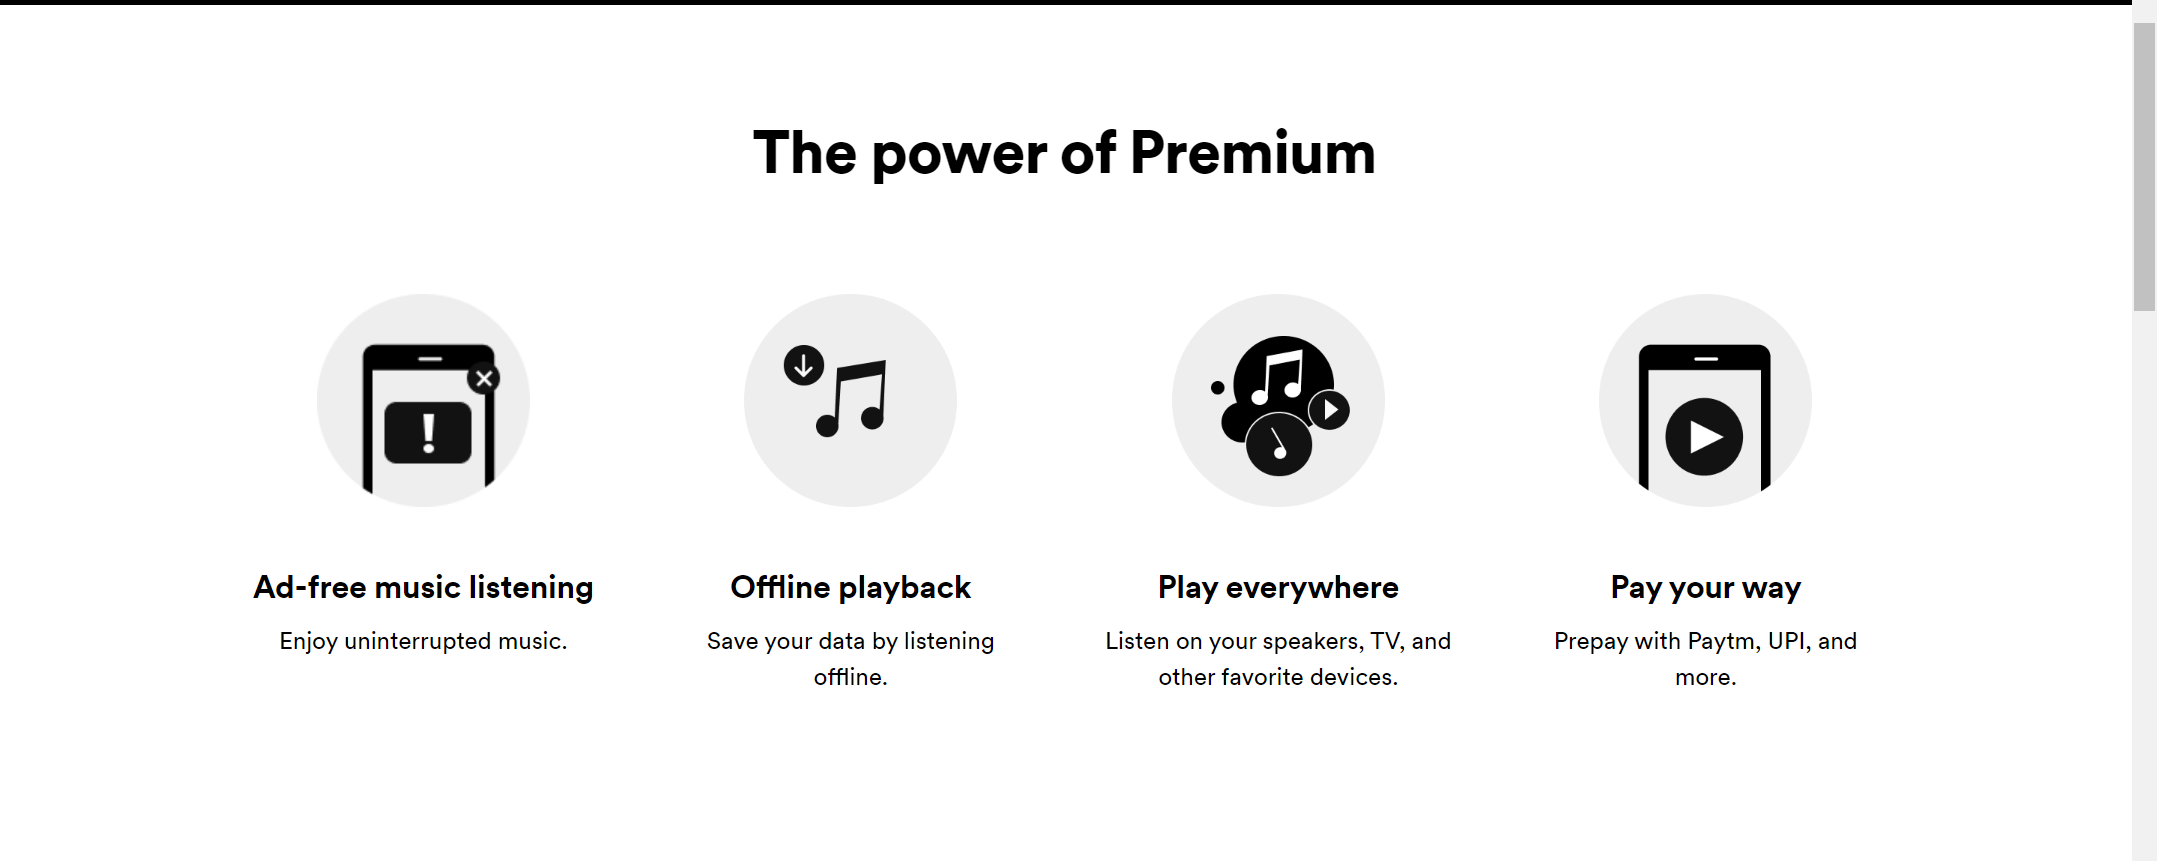 The power of Premium
Ad-free music listening
Enjoy uninterrupted music.
Offline playback
Save your data by listening
offline.
Play everywhere
Listen on your speakers, TV, and
other favorite devices.
Pay your way
Prepay with Paytm, UPI, and
more.